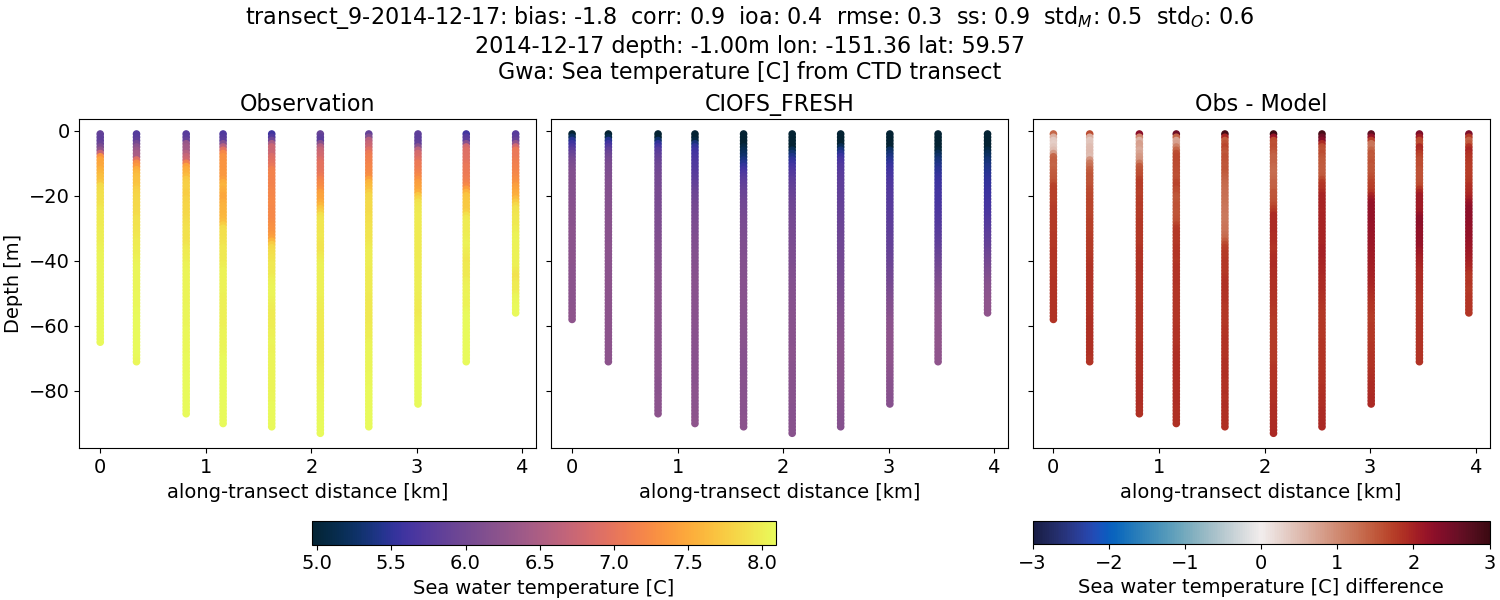 transect_9-2014-12-17: bias: -1.8 corr: 0.9 ioa: 0.4 rmse: 0.3 ss: 0.9 std_M: 0.5 std_O: 0.6
2014-12-17 depth: -1.00m lon: -151.36 lat: 59.57
Gwa: Sea temperature [C] from CTD transect
Observation CIOFS_FRESH Obs - Model
Depth [m]
0
−20
−40
−60
−80
0 1 2 3 4 0 1 2 3 4 0 1 2 3 4
along-transect distance [km] along-transect distance [km] along-transect distance [km]
5.0 5.5 6.0 6.5 7.0 7.5 8.0 −3 −2 −1 0 1 2 3
Sea water temperature [C] Sea water temperature [C] difference